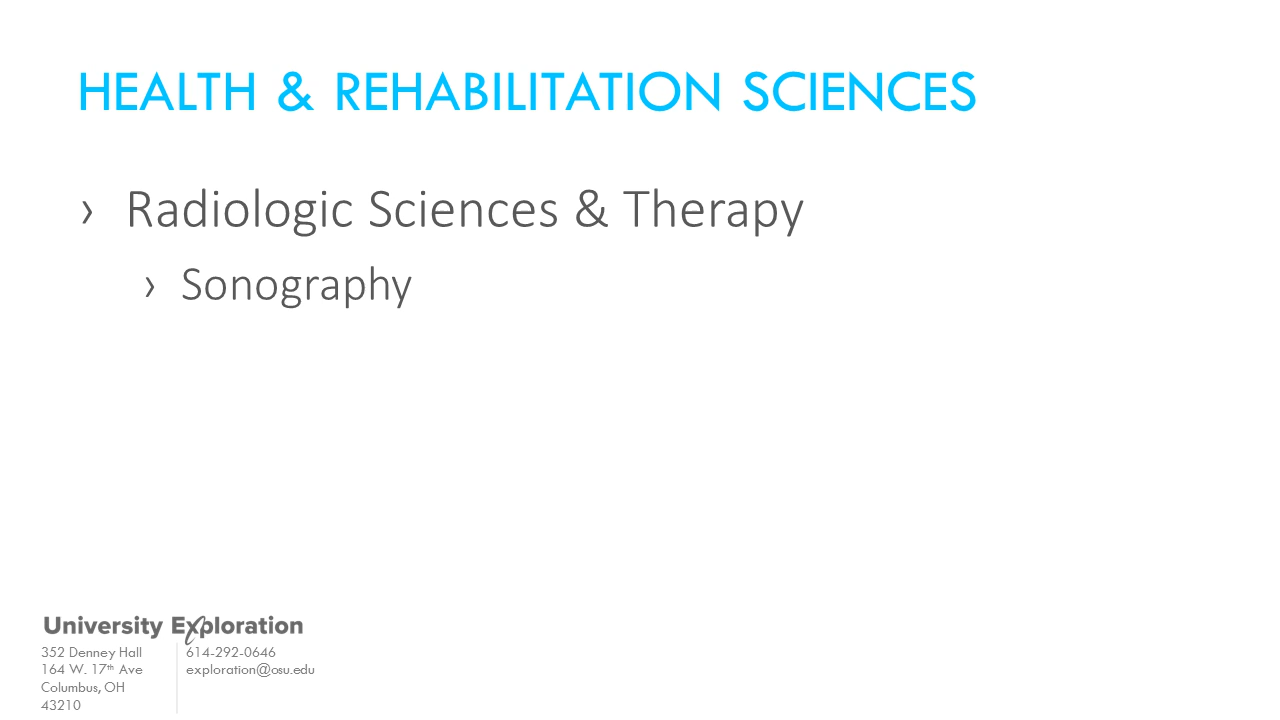 HEALTH & REHABILITATION SCIENCES
› Radiologic Sciences & Therapy
› Sonography
University Exploration
352 Denney Hall
164 W. 17th Ave
Columbus, OH
43210
614-292-0646
exploration@osu.edu